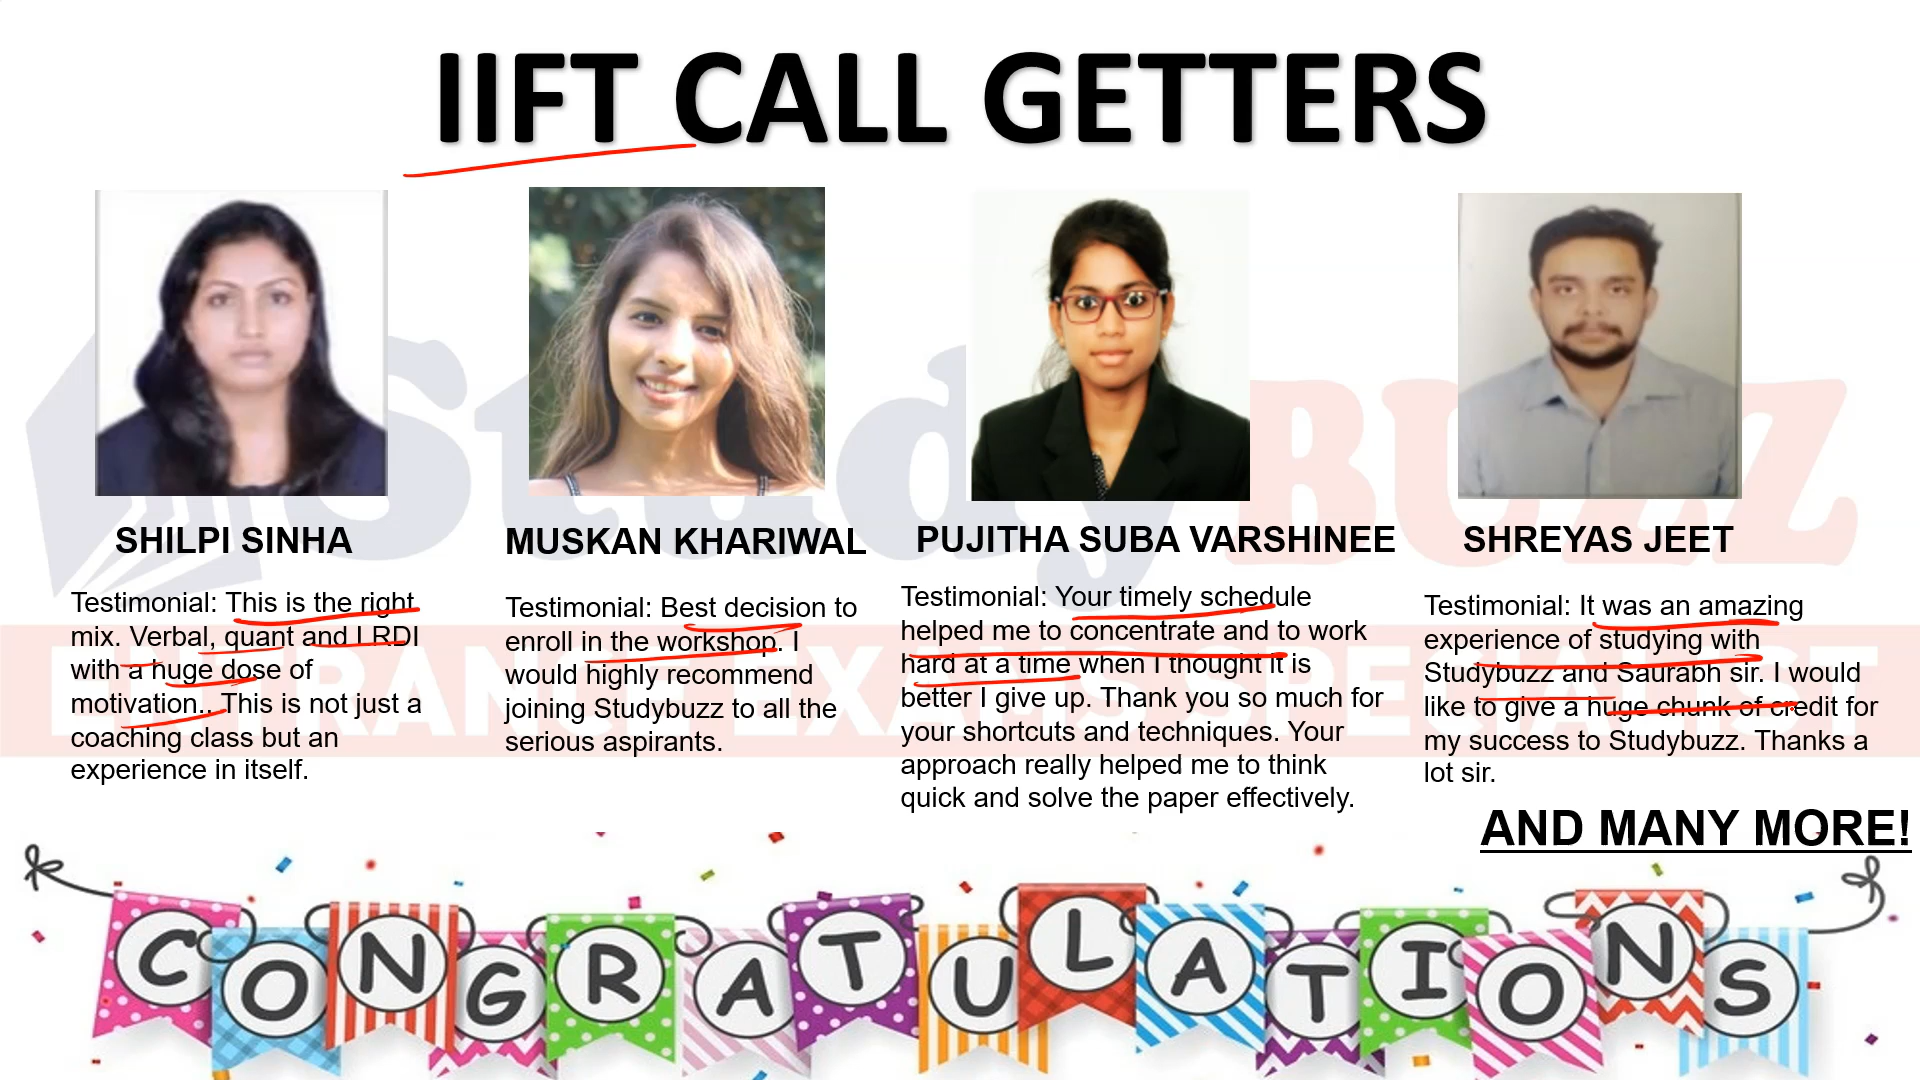 IIFT CALL GETTERS
SHILPI SINHA
Testimonial: This is the right
mix. Verbal, quant and LRDI
with a huge dose of
motivation.. This is not just a
coaching class but an
experience in itself.
MUSKAN KHARIWAL
Testimonial: Best decision to
enroll in the workshop. I
would highly recommend
joining Studybuzz to all the
serious aspirants.
PUJITHA SUBA VARSHINEE
Testimonial: Your timely schedule
helped me to concentrate and to work
hard at a time when I thought it is
better I give up. Thank you so much for
your shortcuts and techniques. Your
approach really helped me to think
quick and solve the paper effectively.
SHREYAS JEET
Testimonial: It was an amazing
experience of studying with
Studybuzz and Saurabh sir. I would
like to give a huge chunk of credit for
my success to Studybuzz. Thanks a
lot sir.
AND MANY MORE!
StudyBUZZ
ENTRANCE EXAMS SPECIALIST
CONGRATULATIONS